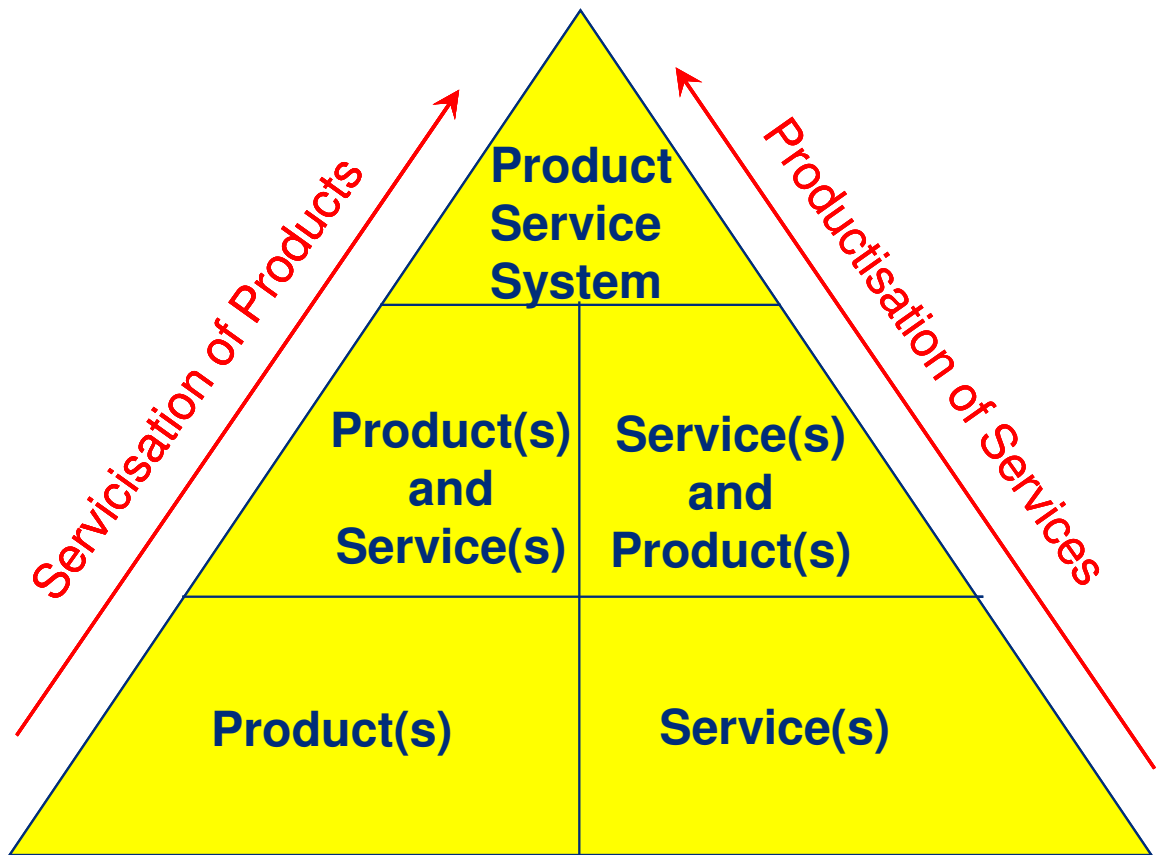 Servicisation of Products
Productisation of Services
Product
Service
System
Product(s)
and
Service(s)
Service(s)
and
Product(s)
Product(s)
Service(s)